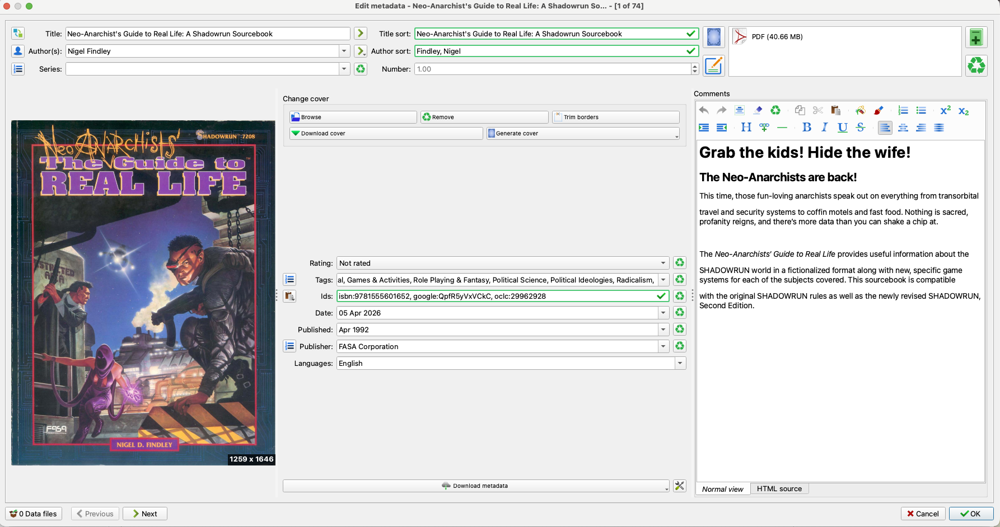 Edit metadata - Neo-Anarchist's Guide to Real Life: A Shadowrun So... - [1 of 74]
Title: Neo-Anarchist's Guide to Real Life: A Shadowrun Sourcebook
Title sort: Neo-Anarchist's Guide to Real Life: A Shadowrun Sourcebook
Author(s): Nigel Findley
Author sort: Findley, Nigel
Series:
Number: 1.00
PDF (40.66 MB)
Neo Anarchists'
SHADOWRUN™ 7208
The Guide to™
REAL LIFE
FASA
NIGEL D. FINDLEY
1259 x 1646
Change cover
Browse
Remove
Trim borders
Download cover
Generate cover
Rating: Not rated
Tags: al, Games & Activities, Role Playing & Fantasy, Political Science, Political Ideologies, Radicalism,
Ids: isbn:9781555601652, google:QpfR5yVxVCkC, oclc:29962928
Date: 05 Apr 2026
Published: Apr 1992
Publisher: FASA Corporation
Languages: English
Download metadata
Comments
Grab the kids! Hide the wife!
The Neo-Anarchists are back!
This time, those fun-loving anarchists speak out on everything from transorbital
travel and security systems to coffin motels and fast food. Nothing is sacred,
profanity reigns, and there's more data than you can shake a chip at.
The Neo-Anarchists' Guide to Real Life provides useful information about the
SHADOWRUN world in a fictionalized format along with new, specific game
systems for each of the subjects covered. This sourcebook is compatible
with the original SHADOWRUN rules as well as the newly revised SHADOWRUN,
Second Edition.
Normal view
HTML source
0 Data files
Previous
Next
Cancel
OK